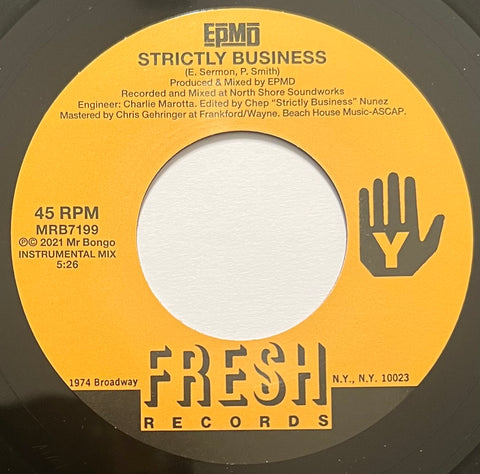 EPMD
STRICTLY BUSINESS
(E. Sermon, P. Smith)
Produced & Mixed by EPMD
Recorded and Mixed at North Shore Soundworks
Engineer: Charlie Marotta. Edited by Chep "Strictly Business" Nunez
Mastered by Chris Gehringer at Frankford/Wayne. Beach House Music-ASCAP.
45 RPM
MRB7199
℗© 2021 Mr Bongo
INSTRUMENTAL MIX
5:26
Y
1974 Broadway
FRESH
RECORDS
N.Y., N.Y. 10023